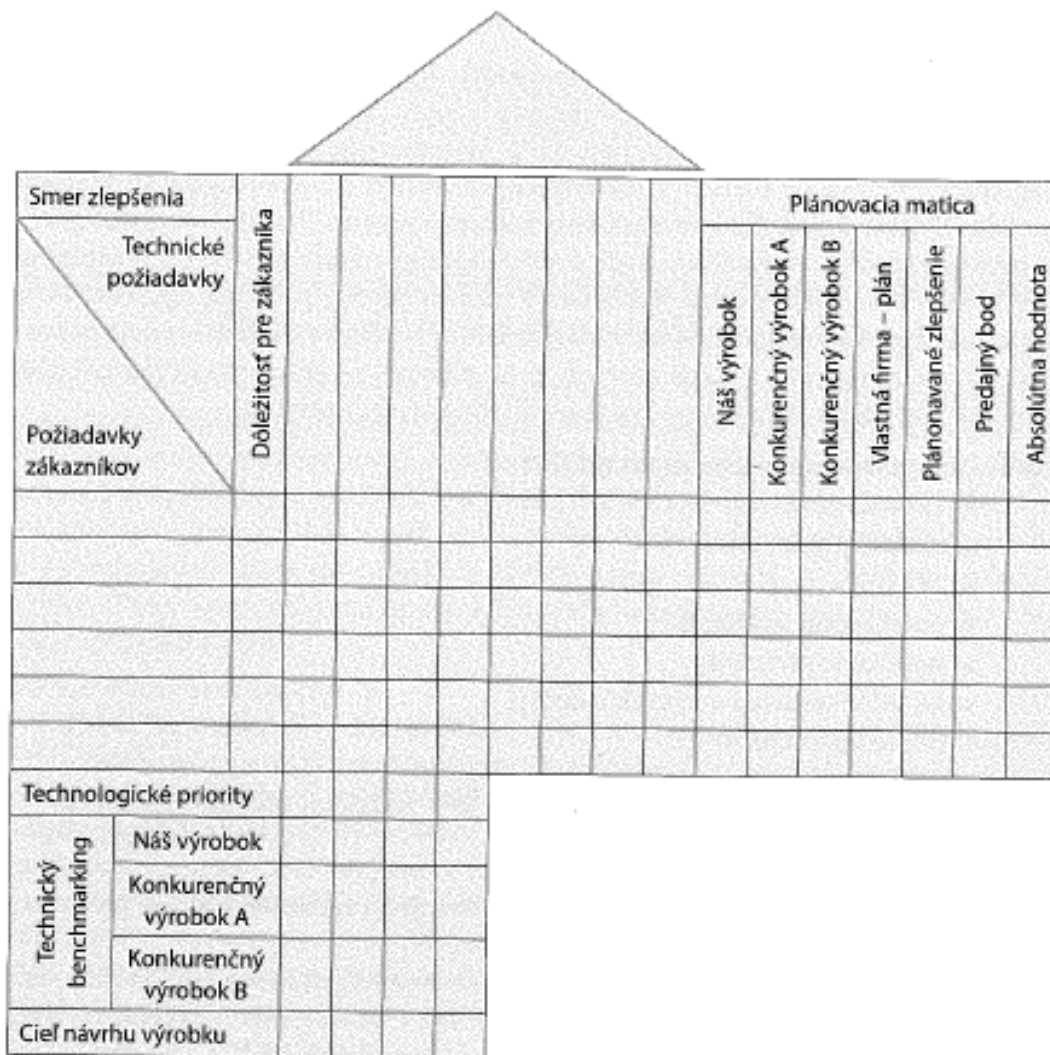 Smer zlepšenia
Technické
požiadavky
Požiadavky
zákazníkov
Dôležitosť pre zákazníka
Plánovacia matica
Náš výrobok
Konkurenčný výrobok A
Konkurenčný výrobok B
Vlastná firma – plán
Plánonavané zlepšenie
Predajný bod
Absolútna hodnota
Technologické priority
Technický
benchmarking
Náš výrobok
Konkurenčný
výrobok A
Konkurenčný
výrobok B
Cieľ návrhu výrobku